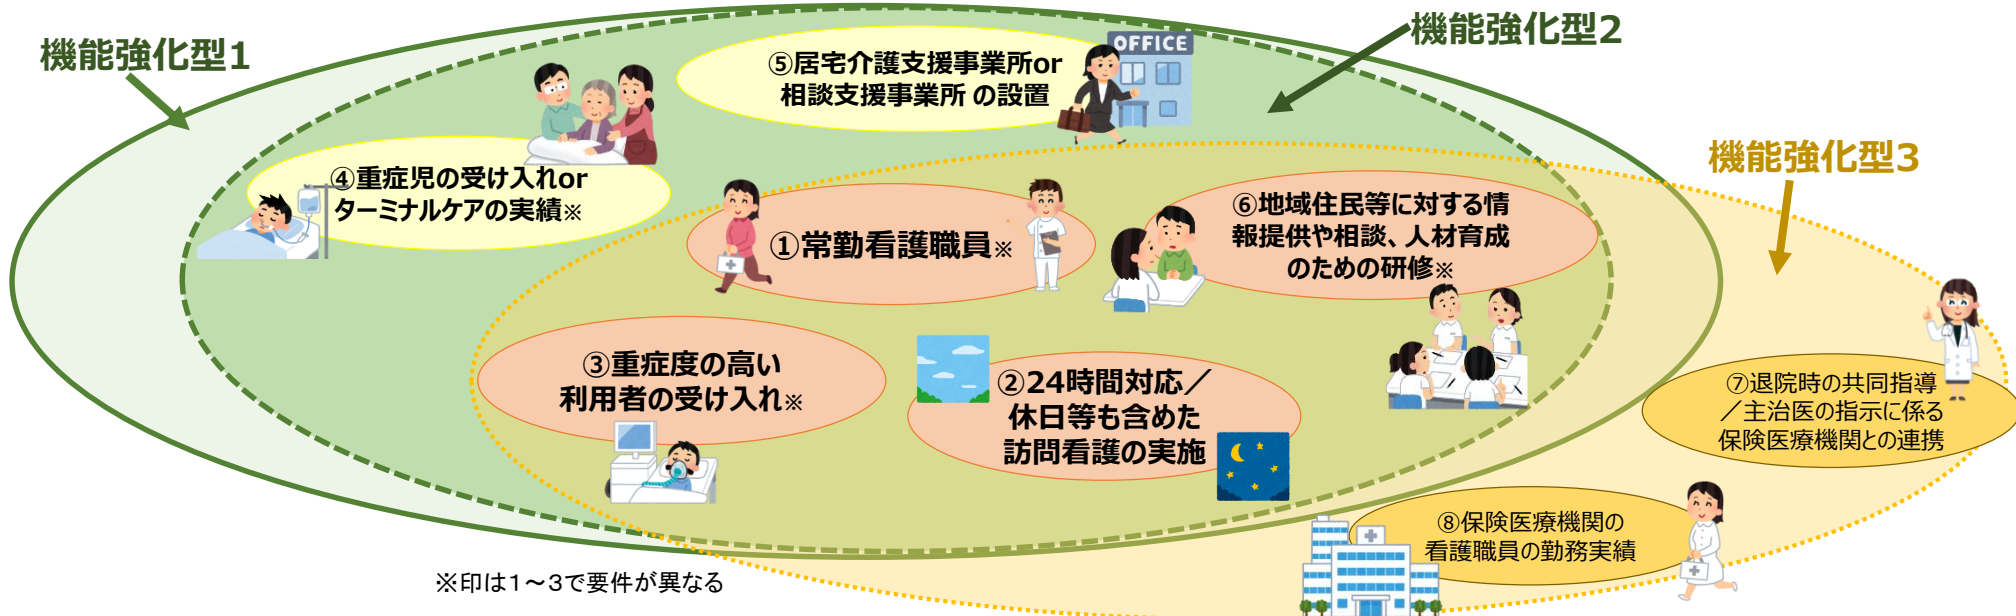 機能強化型1
機能強化型2
機能強化型3
⑤居宅介護支援事業所or
相談支援事業所 の設置
OFFICE
④重症児の受け入れor
ターミナルケアの実績※
①常勤看護職員※
⑥地域住民等に対する情
報提供や相談、人材育成
のための研修※
③重症度の高い
利用者の受け入れ※
②24時間対応／
休日等も含めた
訪問看護の実施
⑦退院時の共同指導
／主治医の指示に係る
保険医療機関との連携
⑧保険医療機関の
看護職員の勤務実績
※印は１～３で要件が異なる